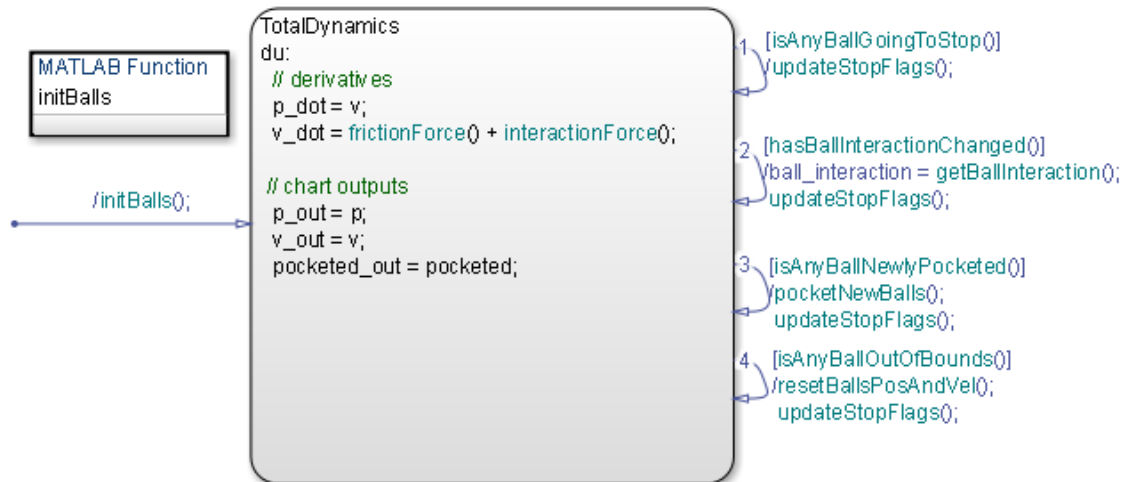 MATLAB Function
initBalls
/initBalls();
TotalDynamics
du:
// derivatives
p_dot = v;
v_dot = frictionForce() + interactionForce();
// chart outputs
p_out = p;
v_out = v;
pocketed_out = pocketed;
1
[isAnyBallGoingToStop()]
/updateStopFlags();
2
[hasBallInteractionChanged()]
/ball_interaction = getBallInteraction();
updateStopFlags();
3
[isAnyBallNewlyPocketed()]
/pocketNewBalls();
updateStopFlags();
4
[isAnyBallOutOfBounds()]
/resetBallsPosAndVel();
updateStopFlags();